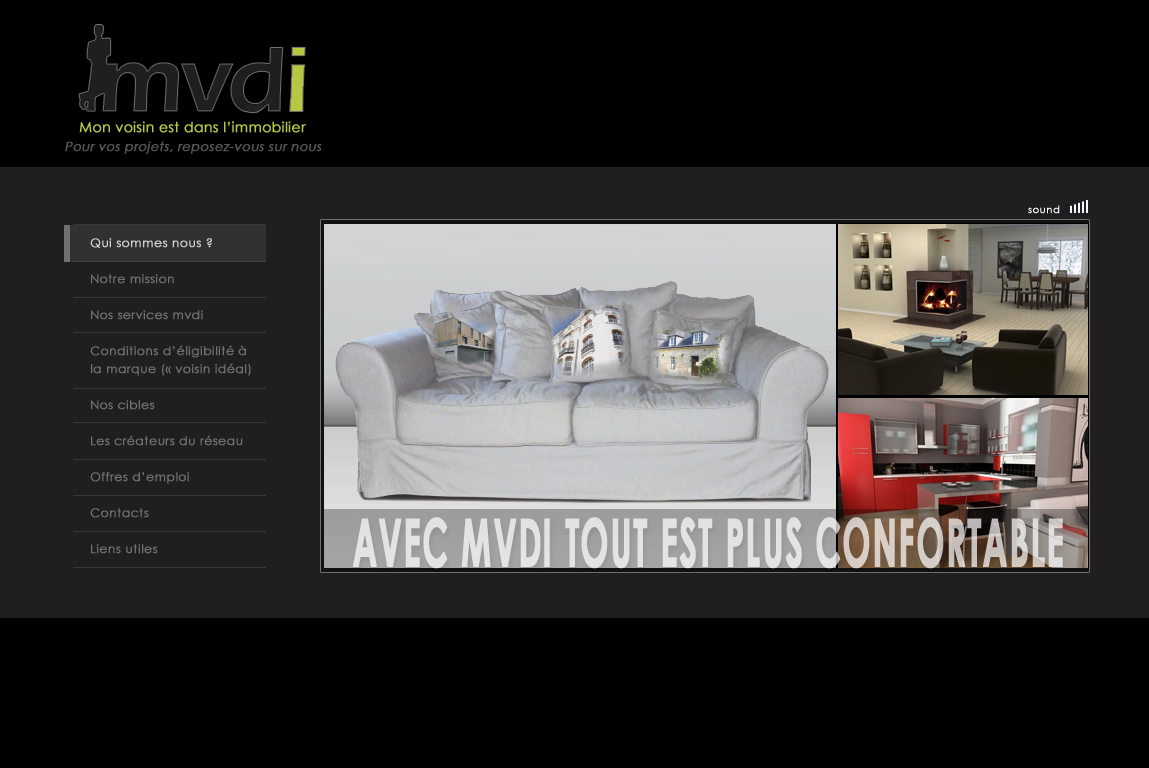 mvdi
Mon voisin est dans l'immobilier
Pour vos projets, reposez-vous sur nous
sound
Qui sommes nous ?
Notre mission
Nos services mvdi
Conditions d'éligibilité à
la marque (« voisin idéal)
Nos cibles
Les créateurs du réseau
Offres d'emploi
Contacts
Liens utiles
AVEC MVDI TOUT EST PLUS CONFORTABLE